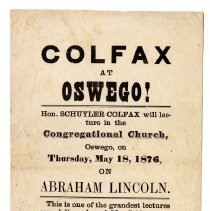 COLFAX
AT
OSWEGO!
Hon. SCHUYLER COLFAX will lec-
ture in the
Congregational Church,
Oswego, on
Thursday, May 18, 1876,
ON
ABRAHAM LINCOLN.
This is one of the grandest lectures